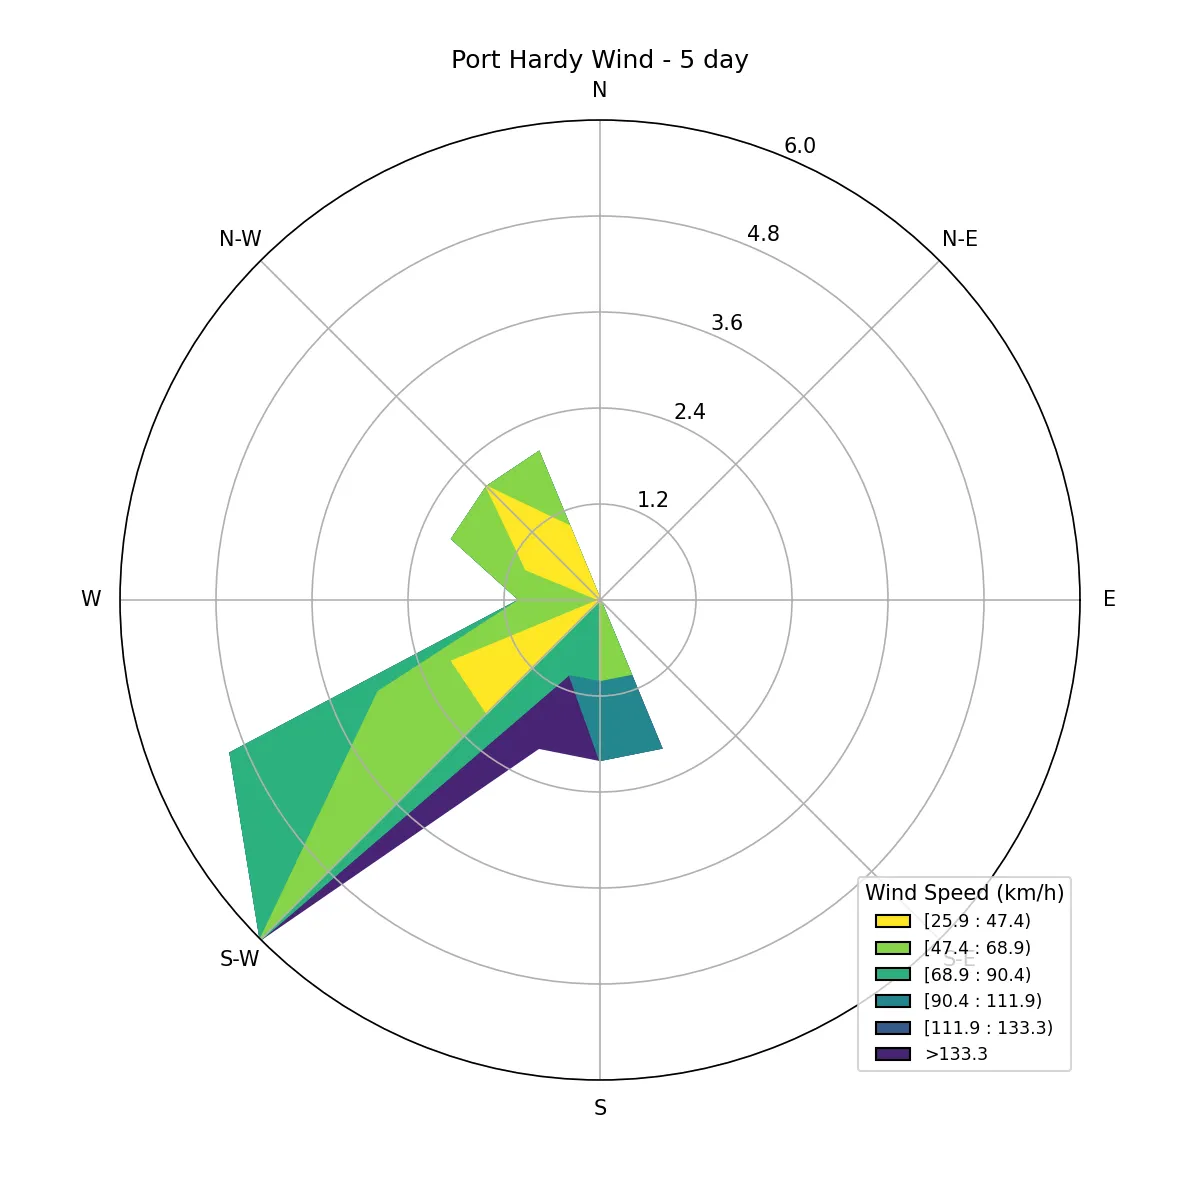 Port Hardy Wind - 5 day
N
6.0
4.8
N-W
N-E
3.6
2.4
1.2
W
E
Wind Speed (km/h)
[25.9 : 47.4)
[47.4 : 68.9)
S-W
S-E
[68.9 : 90.4)
[90.4 : 111.9)
[111.9 : 133.3)
>133.3
S